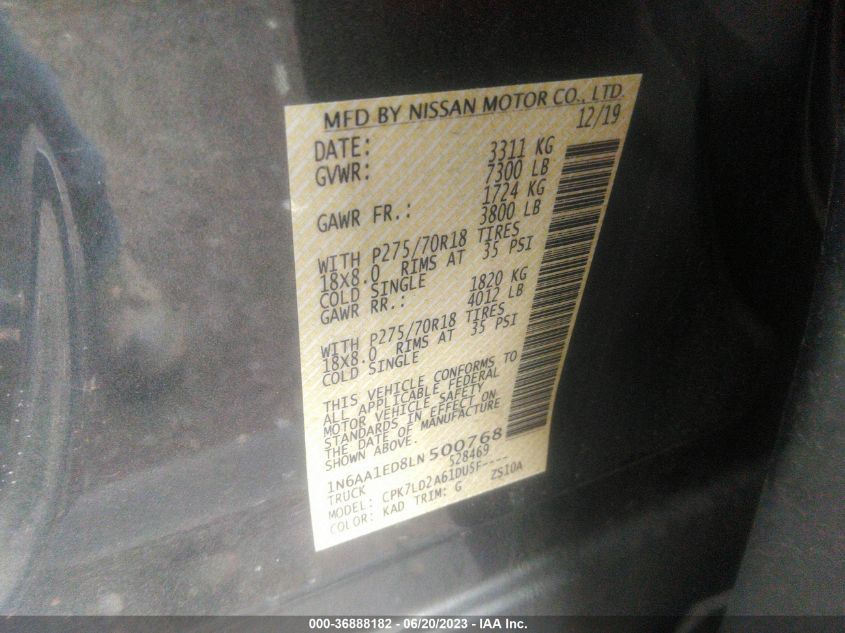 MFD BY NISSAN MOTOR CO., LTD.
DATE: 12/19
GVWR: 3311 KG
7300 LB
GAWR FR.: 1724 KG
3800 LB
WITH P275/70R18 TIRES
18X8.0 RIMS AT 35 PSI
COLD SINGLE
GAWR RR.: 1820 KG
4012 LB
WITH P275/70R18 TIRES
18X8.0 RIMS AT 35 PSI
COLD SINGLE
THIS VEHICLE CONFORMS TO
ALL APPLICABLE FEDERAL
MOTOR VEHICLE SAFETY
STANDARDS IN EFFECT ON
THE DATE OF MANUFACTURE
SHOWN ABOVE.
1N6AA1ED8LN500768
TRUCK 528469
MODEL: CPK7LD2A61DU5F----
COLOR: KAD TRIM: G ZS10A
000-36888182 - 06/20/2023 - IAA Inc.